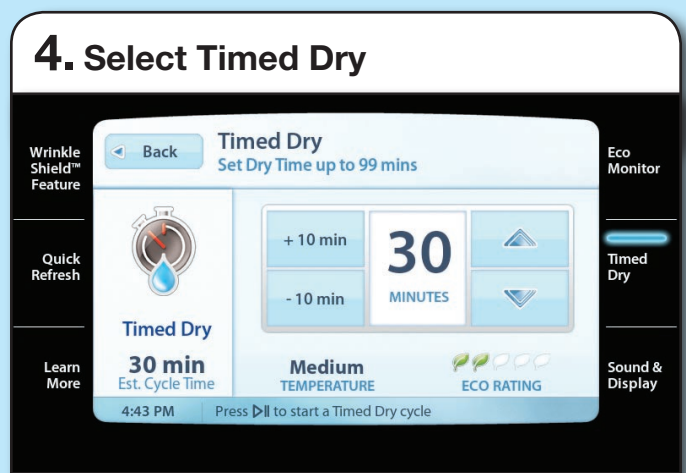 4. Select Timed Dry
Wrinkle
Shield™
Feature
Quick
Refresh
Learn
More
Back
Timed Dry
Set Dry Time up to 99 mins
Timed Dry
30 min
Est. Cycle Time
+ 10 min
- 10 min
30
MINUTES
Medium
TEMPERATURE
ECO RATING
4:43 PM
Press ▷II to start a Timed Dry cycle
Eco
Monitor
Timed
Dry
Sound &
Display